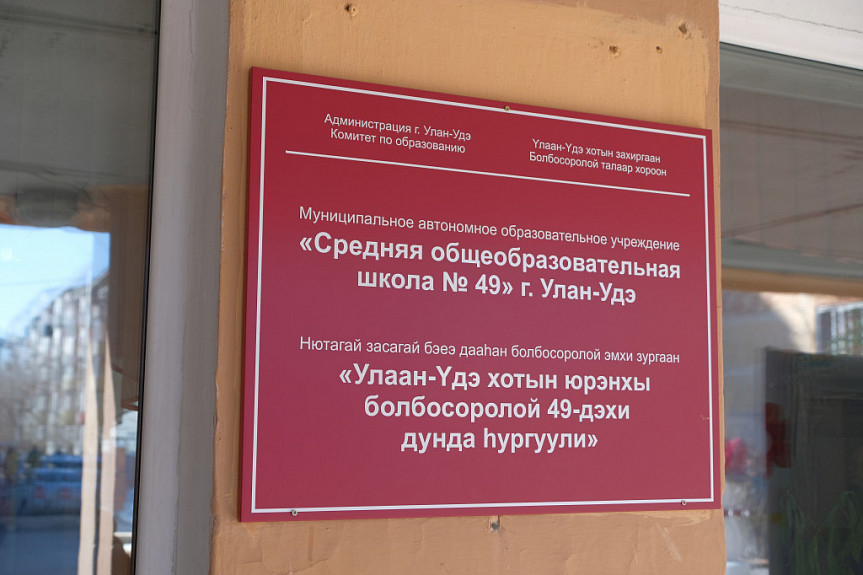 Администрация г. Улан-Удэ
Комитет по образованию
Υлаан-Υдэ хотын захиргаан
Болбосоролой талаар хороон
Муниципальное автономное образовательное учреждение
«Средняя общеобразовательная
школа № 49» г. Улан-Удэ
Нютагай засагай бэеэ дааһан болбосоролой эмхи зургаан
«Улаан-Үдэ хотын юрэнхы
болбосоролой 49-дэхи
дунда һургуули»